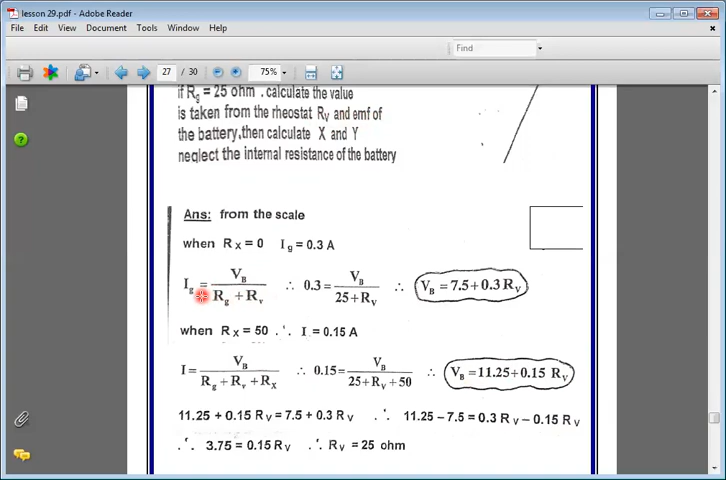 lesson 29.pdf - Adobe Reader
File Edit View Document Tools Window Help
Find
27 / 30 75%
if Rg = 25 ohm . calculate the value
is taken from the rheostat RV and emf of
the battery,then calculate X and Y
neglect the internal resistance of the battery
Ans: from the scale
when RX = 0 Ig = 0.3 A
Ig = VB / (Rg + Rv) ∴ 0.3 = VB / (25 + RV) ∴ VB = 7.5 + 0.3 RV
when RX = 50 ∴ I = 0.15 A
I = VB / (Rg + Rv + RX) ∴ 0.15 = VB / (25 + RV + 50) ∴ VB = 11.25 + 0.15 RV
11.25 + 0.15 RV = 7.5 + 0.3 RV ∴ 11.25 – 7.5 = 0.3 RV – 0.15 RV
∴ 3.75 = 0.15 RV ∴ RV = 25 ohm